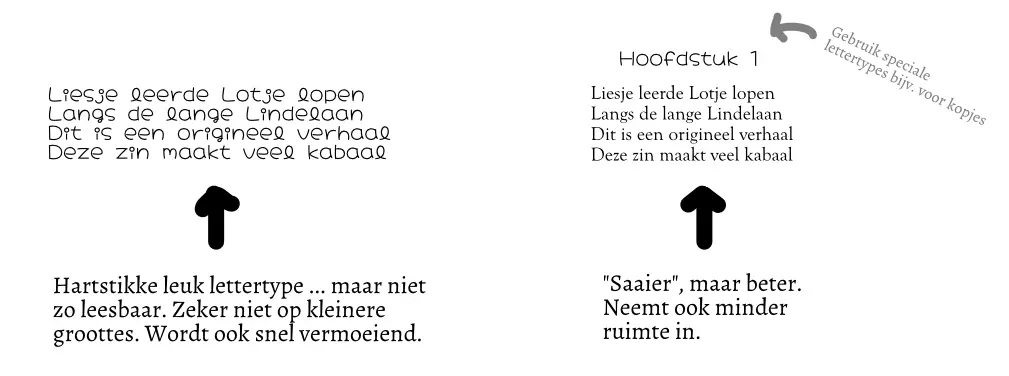 Liesje leerde Lotje lopen
Langs de lange Lindelaan
Dit is een origineel verhaal
Deze zin maakt veel kabaal
Hartstikke leuk lettertype ... maar niet
zo leesbaar. Zeker niet op kleinere
groottes. Wordt ook snel vermoeiend.
Gebruik speciale
lettertypes bijv. voor kopjes
Hoofdstuk 1
Liesje leerde Lotje lopen
Langs de lange Lindelaan
Dit is een origineel verhaal
Deze zin maakt veel kabaal
"Saaier", maar beter.
Neemt ook minder
ruimte in.